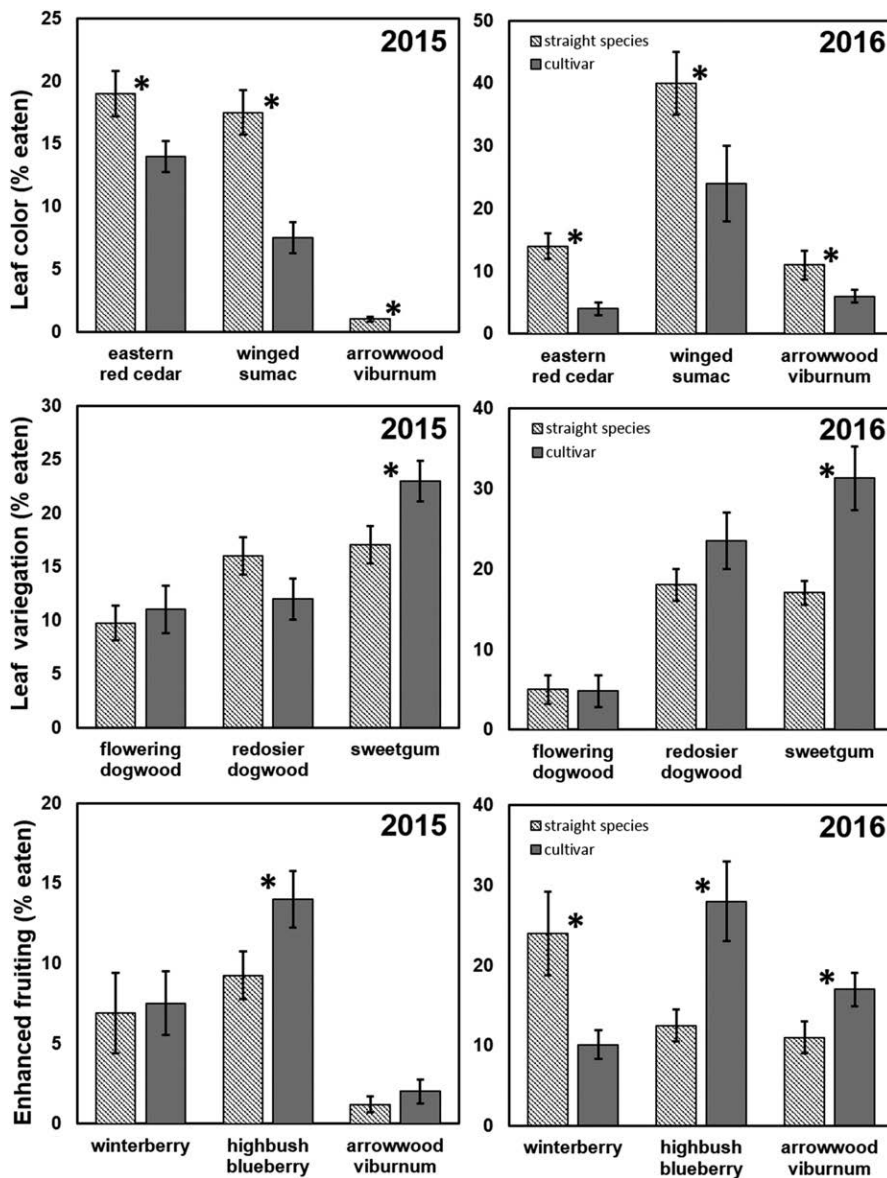 Leaf color (% eaten)
25
20
15
10
5
0
2015
*
*
*
eastern
red cedar
winged
sumac
arrowwood
viburnum
50
40
30
20
10
0
straight species
cultivar
2016
*
*
*
eastern
red cedar
winged
sumac
arrowwood
viburnum
Leaf variegation (% eaten)
30
25
20
15
10
5
0
2015
*
flowering
dogwood
redosier
dogwood
sweetgum
40
30
20
10
0
straight species
cultivar
2016
*
flowering
dogwood
redosier
dogwood
sweetgum
Enhanced fruiting (% eaten)
20
15
10
5
0
2015
*
winterberry
highbush
blueberry
arrowwood
viburnum
40
30
20
10
0
straight species
cultivar
2016
*
*
*
winterberry
highbush
blueberry
arrowwood
viburnum